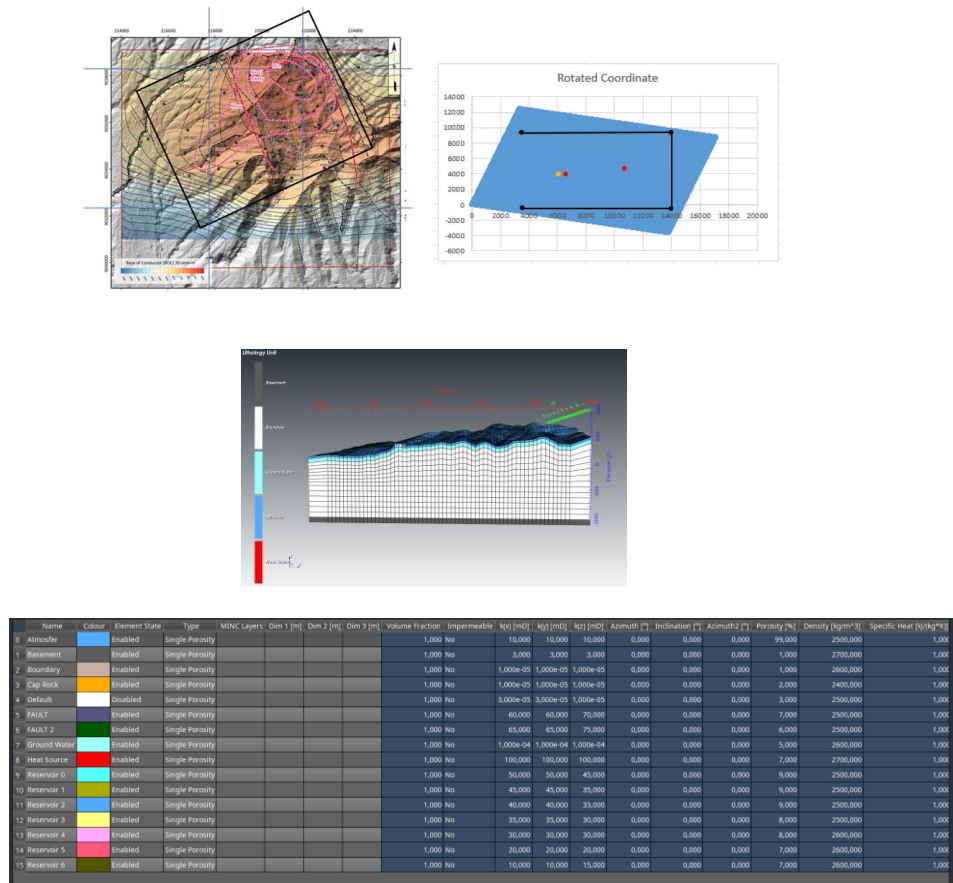 214000 216000 218000 220000 222000 224000
Base of Conductor (BOC) 20 ohm-m
Rotated Coordinate
14000
12000
10000
8000
6000
4000
2000
0
-2000
-4000
-6000
0 2000 4000 6000 8000 10000 12000 14000 16000 18000 20000
Lithology Unit
Basement
Boundary
Ground Water
Heat Source
Name Colour Element State Type MINC Layers Dim 1 [m] Dim 2 [m] Dim 3 [m] Volume Fraction Impermeable k(x) [mD] k(y) [mD] k(z) [mD] Azimuth [°] Inclination [°] Azimuth2 [°] Porosity [%] Density [kg/m^3] Specific Heat [kJ/(kg*K)]
0 Atmosfer Enabled Single Porosity 1,000 No 10,000 10,000 10,000 0,000 0,000 0,000 99,000 2500,000 1,000
1 Basement Enabled Single Porosity 1,000 No 3,000 3,000 3,000 0,000 0,000 0,000 1,000 2700,000 1,000
2 Boundary Enabled Single Porosity 1,000 No 1,000e-05 1,000e-05 1,000e-05 0,000 0,000 0,000 1,000 2600,000 1,000
3 Cap Rock Enabled Single Porosity 1,000 No 1,000e-05 1,000e-05 1,000e-05 0,000 0,000 0,000 2,000 2400,000 1,000
4 Default Disabled Single Porosity 1,000 No 3,000e-05 3,000e-05 1,000e-05 0,000 0,000 0,000 3,000 2500,000 1,000
5 FAULT Enabled Single Porosity 1,000 No 60,000 60,000 70,000 0,000 0,000 0,000 7,000 2500,000 1,000
6 FAULT 2 Enabled Single Porosity 1,000 No 65,000 65,000 75,000 0,000 0,000 0,000 6,000 2500,000 1,000
7 Ground Water Enabled Single Porosity 1,000 No 1,000e-04 1,000e-04 1,000e-04 0,000 0,000 0,000 5,000 2600,000 1,000
8 Heat Source Enabled Single Porosity 1,000 No 100,000 100,000 100,000 0,000 0,000 0,000 7,000 2700,000 1,000
9 Reservoir 0 Enabled Single Porosity 1,000 No 50,000 50,000 45,000 0,000 0,000 0,000 9,000 2500,000 1,000
10 Reservoir 1 Enabled Single Porosity 1,000 No 45,000 45,000 35,000 0,000 0,000 0,000 9,000 2500,000 1,000
11 Reservoir 2 Enabled Single Porosity 1,000 No 40,000 40,000 33,000 0,000 0,000 0,000 9,000 2500,000 1,000
12 Reservoir 3 Enabled Single Porosity 1,000 No 35,000 35,000 30,000 0,000 0,000 0,000 8,000 2500,000 1,000
13 Reservoir 4 Enabled Single Porosity 1,000 No 30,000 30,000 30,000 0,000 0,000 0,000 8,000 2600,000 1,000
14 Reservoir 5 Enabled Single Porosity 1,000 No 20,000 20,000 20,000 0,000 0,000 0,000 7,000 2600,000 1,000
15 Reservoir 6 Enabled Single Porosity 1,000 No 10,000 10,000 15,000 0,000 0,000 0,000 7,000 2600,000 1,000